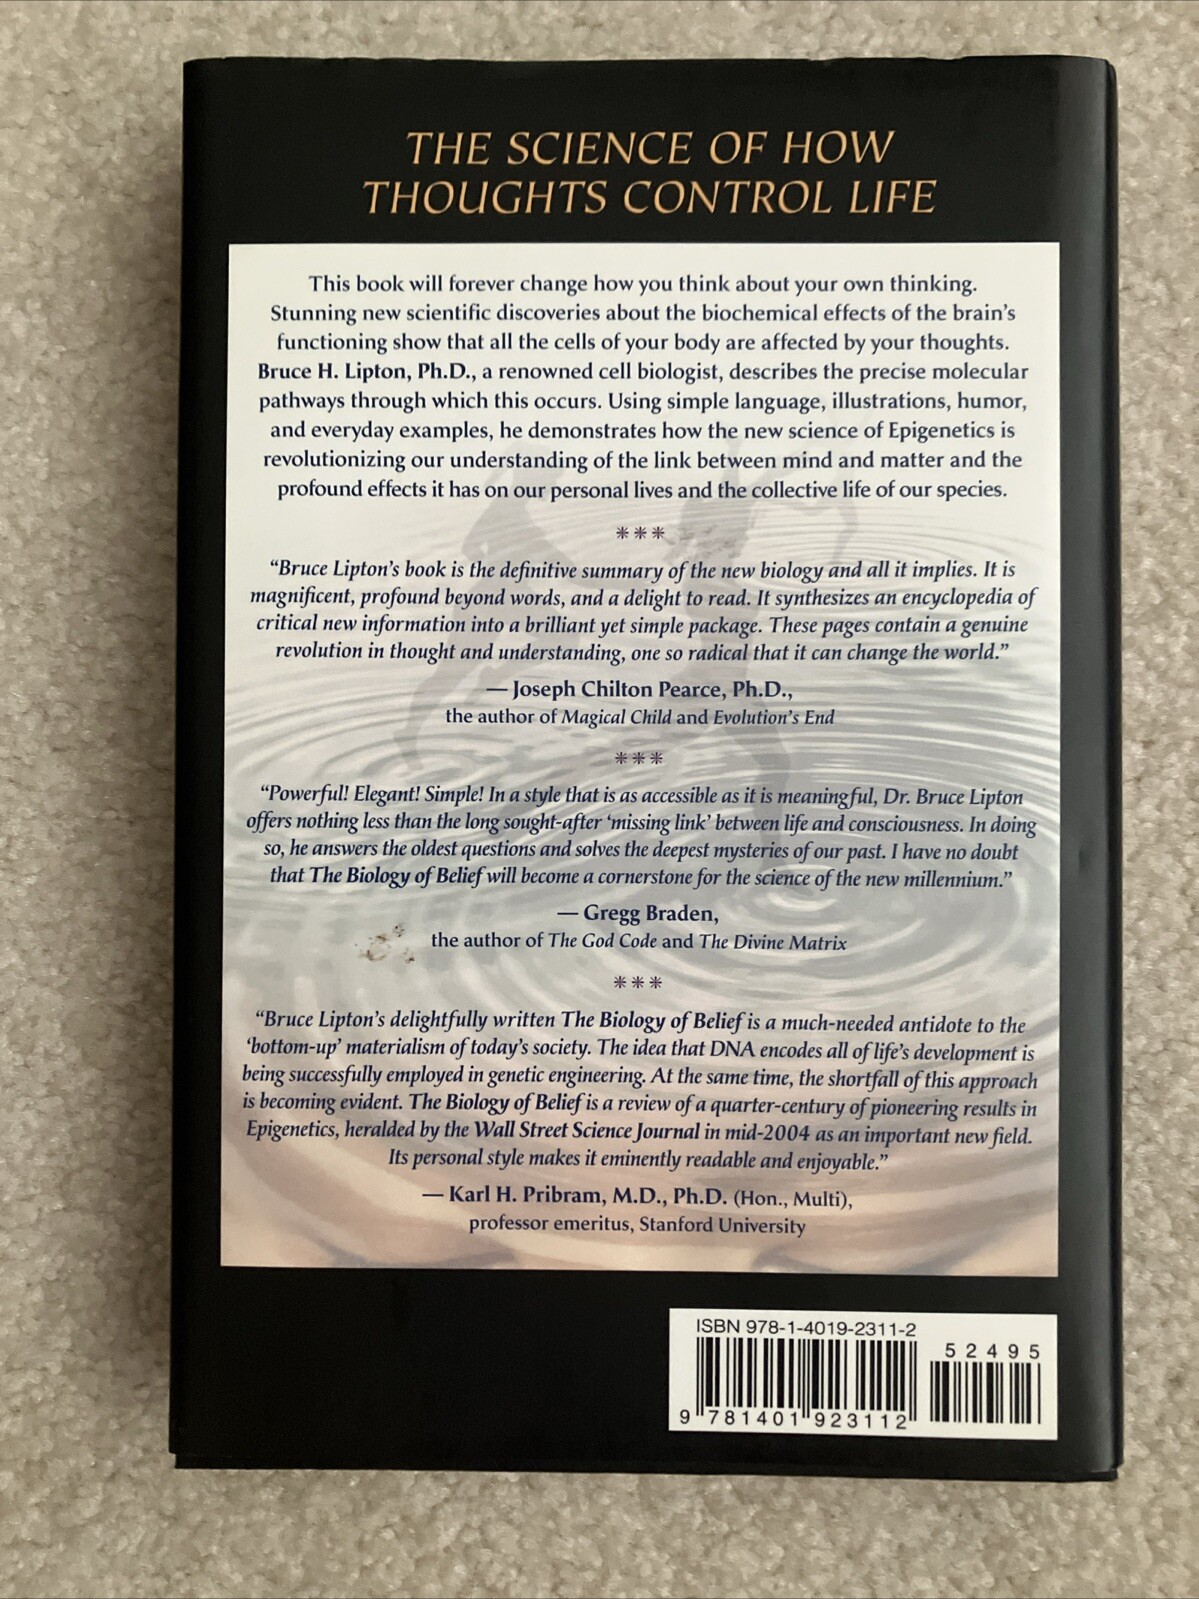 THE SCIENCE OF HOW
THOUGHTS CONTROL LIFE
This book will forever change how you think about your own thinking.
Stunning new scientific discoveries about the biochemical effects of the brain's
functioning show that all the cells of your body are affected by your thoughts.
Bruce H. Lipton, Ph.D., a renowned cell biologist, describes the precise molecular
pathways through which this occurs. Using simple language, illustrations, humor,
and everyday examples, he demonstrates how the new science of Epigenetics is
revolutionizing our understanding of the link between mind and matter and the
profound effects it has on our personal lives and the collective life of our species.
***
“Bruce Lipton's book is the definitive summary of the new biology and all it implies. It is
magnificent, profound beyond words, and a delight to read. It synthesizes an encyclopedia of
critical new information into a brilliant yet simple package. These pages contain a genuine
revolution in thought and understanding, one so radical that it can change the world.”
— Joseph Chilton Pearce, Ph.D.,
the author of Magical Child and Evolution's End
***
“Powerful! Elegant! Simple! In a style that is as accessible as it is meaningful, Dr. Bruce Lipton
offers nothing less than the long sought-after ‘missing link’ between life and consciousness. In doing
so, he answers the oldest questions and solves the deepest mysteries of our past. I have no doubt
that The Biology of Belief will become a cornerstone for the science of the new millennium.”
— Gregg Braden,
the author of The God Code and The Divine Matrix
***
“Bruce Lipton's delightfully written The Biology of Belief is a much-needed antidote to the
‘bottom-up’ materialism of today's society. The idea that DNA encodes all of life's development is
being successfully employed in genetic engineering. At the same time, the shortfall of this approach
is becoming evident. The Biology of Belief is a review of a quarter-century of pioneering results in
Epigenetics, heralded by the Wall Street Science Journal in mid-2004 as an important new field.
Its personal style makes it eminently readable and enjoyable.”
— Karl H. Pribram, M.D., Ph.D. (Hon., Multi),
professor emeritus, Stanford University
ISBN 978-1-4019-2311-2
52495
9 781401 923112